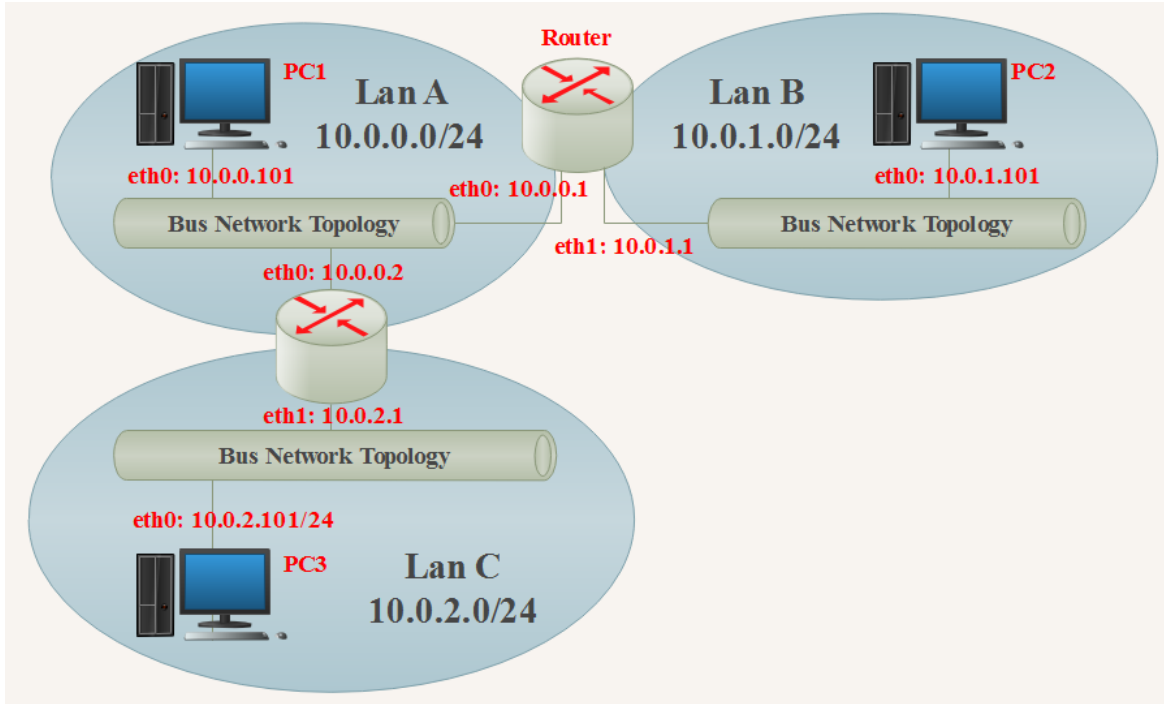 Router
PC1
Lan A
10.0.0.0/24
eth0: 10.0.0.101
Bus Network Topology
eth0: 10.0.0.1
Lan B
10.0.1.0/24
PC2
eth0: 10.0.1.101
Bus Network Topology
eth1: 10.0.1.1
eth0: 10.0.0.2
eth1: 10.0.2.1
Bus Network Topology
eth0: 10.0.2.101/24
PC3
Lan C
10.0.2.0/24